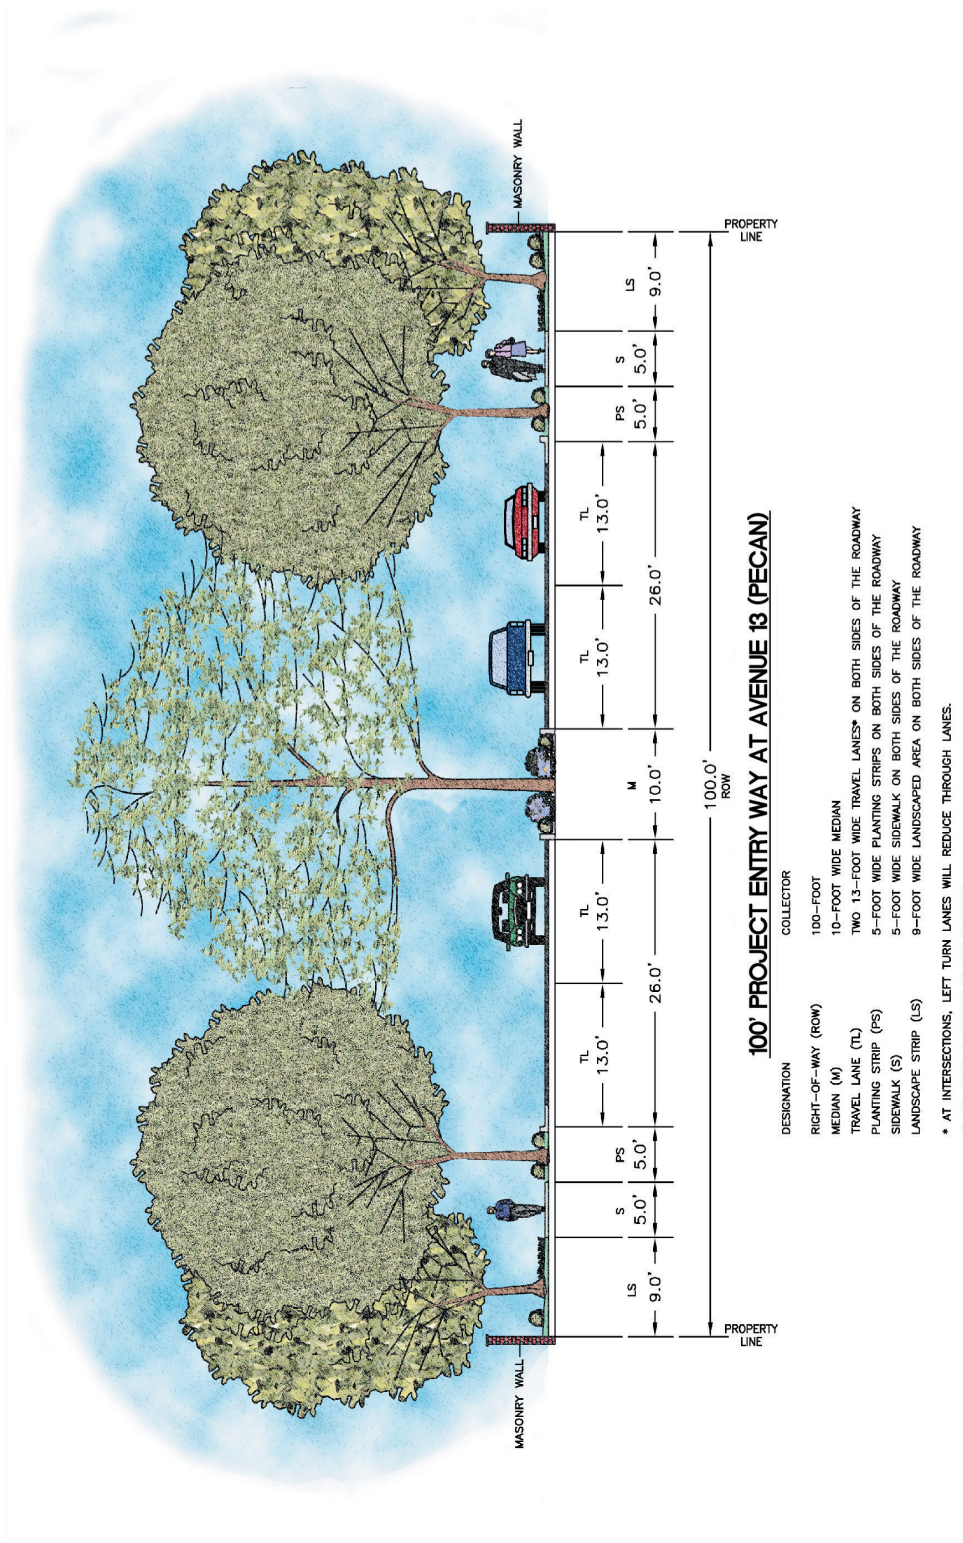 MASONRY WALL
MASONRY WALL
LS
S
PS
TL
TL
M
TL
TL
PS
S
LS
9.0'
5.0'
5.0'
13.0'
13.0'
10.0'
13.0'
13.0'
5.0'
5.0'
9.0'
26.0'
26.0'
PROPERTY
LINE
100.0'
ROW
PROPERTY
LINE
100' PROJECT ENTRY WAY AT AVENUE 13 (PECAN)
DESIGNATION COLLECTOR
RIGHT-OF-WAY (ROW) 100-FOOT
MEDIAN (M) 10-FOOT WIDE MEDIAN
TRAVEL LANE (TL) TWO 13-FOOT WIDE TRAVEL LANES* ON BOTH SIDES OF THE ROADWAY
PLANTING STRIP (PS) 5-FOOT WIDE PLANTING STRIPS ON BOTH SIDES OF THE ROADWAY
SIDEWALK (S) 5-FOOT WIDE SIDEWALK ON BOTH SIDES OF THE ROADWAY
LANDSCAPE STRIP (LS) 9-FOOT WIDE LANDSCAPED AREA ON BOTH SIDES OF THE ROADWAY
* AT INTERSECTIONS, LEFT TURN LANES WILL REDUCE THROUGH LANES.